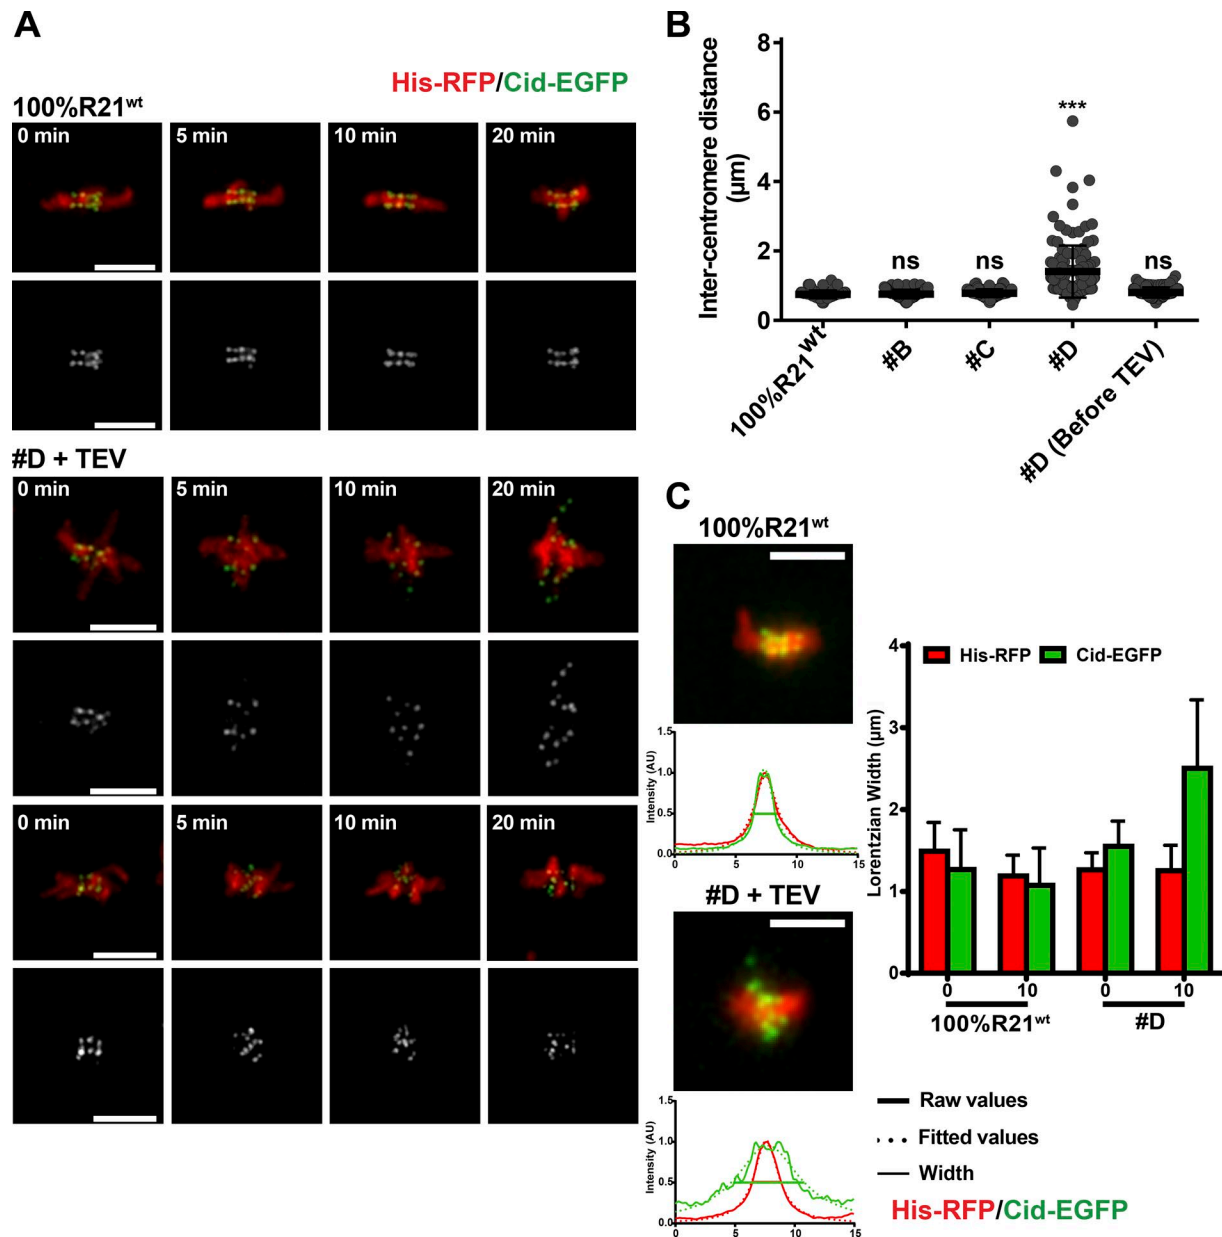 A
His-RFP/Cid-EGFP
100%R21wt
0 min
5 min
10 min
20 min
#D + TEV
0 min
5 min
10 min
20 min
0 min
5 min
10 min
20 min
B
Inter-centromere distance
(µm)
8
6
4
2
0
ns
ns
***
ns
100%R21wt
#B
#C
#D
#D (Before TEV)
C
100%R21wt
Intensity (AU)
1.5
1.0
0.5
0.0
0
5
10
15
#D + TEV
Intensity (AU)
1.5
1.0
0.5
0.0
0
5
10
15
Lorentzian Width (µm)
4
3
2
1
0
His-RFP
Cid-EGFP
0
10
0
10
100%R21wt
#D
Raw values
Fitted values
Width
His-RFP/Cid-EGFP